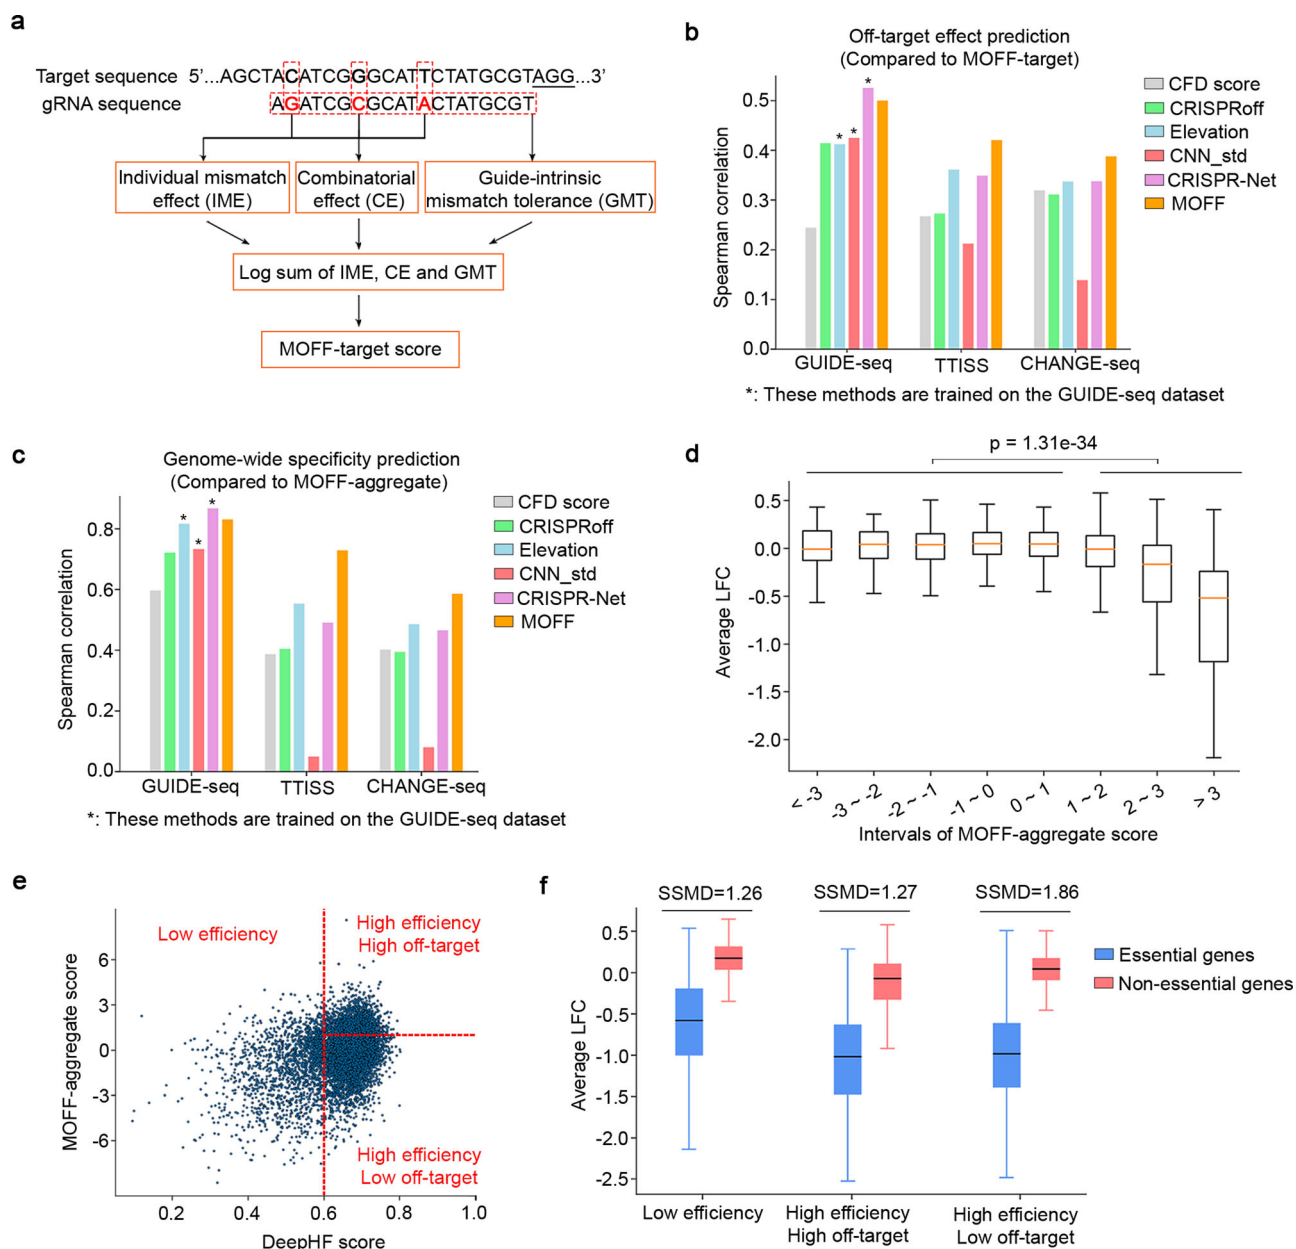 a
Target sequence 5'...AGCTACATCGGGCATTCTATGCGTAGG...3'
gRNA sequence AGATCGCGCATACTATGCGT
Individual mismatch
effect (IME)
Combinatorial
effect (CE)
Guide-intrinsic
mismatch tolerance (GMT)
Log sum of IME, CE and GMT
MOFF-target score
b
Off-target effect prediction
(Compared to MOFF-target)
Spearman correlation
0.5
0.4
0.3
0.2
0.1
0.0
* * *
GUIDE-seq TTISS CHANGE-seq
CFD score
CRISPRoff
Elevation
CNN_std
CRISPR-Net
MOFF
*: These methods are trained on the GUIDE-seq dataset
c
Genome-wide specificity prediction
(Compared to MOFF-aggregate)
Spearman correlation
0.8
0.6
0.4
0.2
0.0
* * *
GUIDE-seq TTISS CHANGE-seq
CFD score
CRISPRoff
Elevation
CNN_std
CRISPR-Net
MOFF
*: These methods are trained on the GUIDE-seq dataset
d
p = 1.31e-34
Average LFC
0.5
0.0
-0.5
-1.0
-1.5
-2.0
< -3 -3 ~ -2 -2 ~ -1 -1 ~ 0 0 ~ 1 1 ~ 2 2 ~ 3 > 3
Intervals of MOFF-aggregate score
e
MOFF-aggregate score
6
3
0
-3
-6
Low efficiency
High efficiency
High off-target
High efficiency
Low off-target
0.2 0.4 0.6 0.8 1.0
DeepHF score
f
SSMD=1.26 SSMD=1.27 SSMD=1.86
Average LFC
0.5
0.0
-0.5
-1.0
-1.5
-2.0
-2.5
Essential genes
Non-essential genes
Low efficiency
High efficiency
High off-target
High efficiency
Low off-target